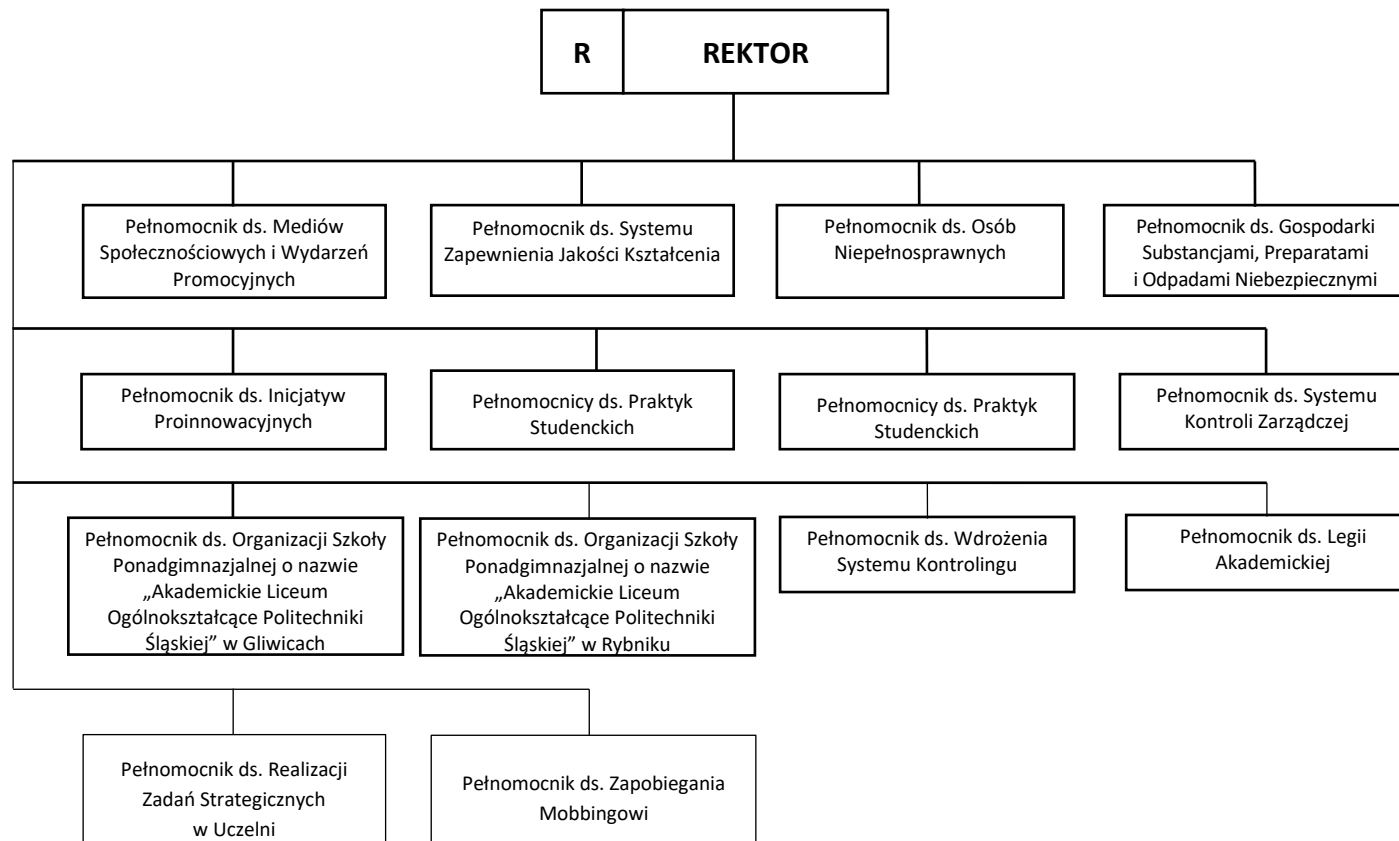 R REKTOR
Pełnomocnik ds. Mediów
Społecznościowych i Wydarzeń
Promocyjnych
Pełnomocnik ds. Systemu
Zapewnienia Jakości Kształcenia
Pełnomocnik ds. Osób
Niepełnosprawnych
Pełnomocnik ds. Gospodarki
Substancjami, Preparatami
i Odpadami Niebezpiecznymi
Pełnomocnik ds. Inicjatyw
Proinnowacyjnych
Pełnomocnicy ds. Praktyk
Studenckich
Pełnomocnicy ds. Praktyk
Studenckich
Pełnomocnik ds. Systemu
Kontroli Zarządczej
Pełnomocnik ds. Organizacji Szkoły
Ponadgimnazjalnej o nazwie
„Akademickie Liceum
Ogólnokształcące Politechniki
Śląskiej” w Gliwicach
Pełnomocnik ds. Organizacji Szkoły
Ponadgimnazjalnej o nazwie
„Akademickie Liceum
Ogólnokształcące Politechniki
Śląskiej” w Rybniku
Pełnomocnik ds. Wdrożenia
Systemu Kontrolingu
Pełnomocnik ds. Legii
Akademickiej
Pełnomocnik ds. Realizacji
Zadań Strategicznych
w Uczelni
Pełnomocnik ds. Zapobiegania
Mobbingowi